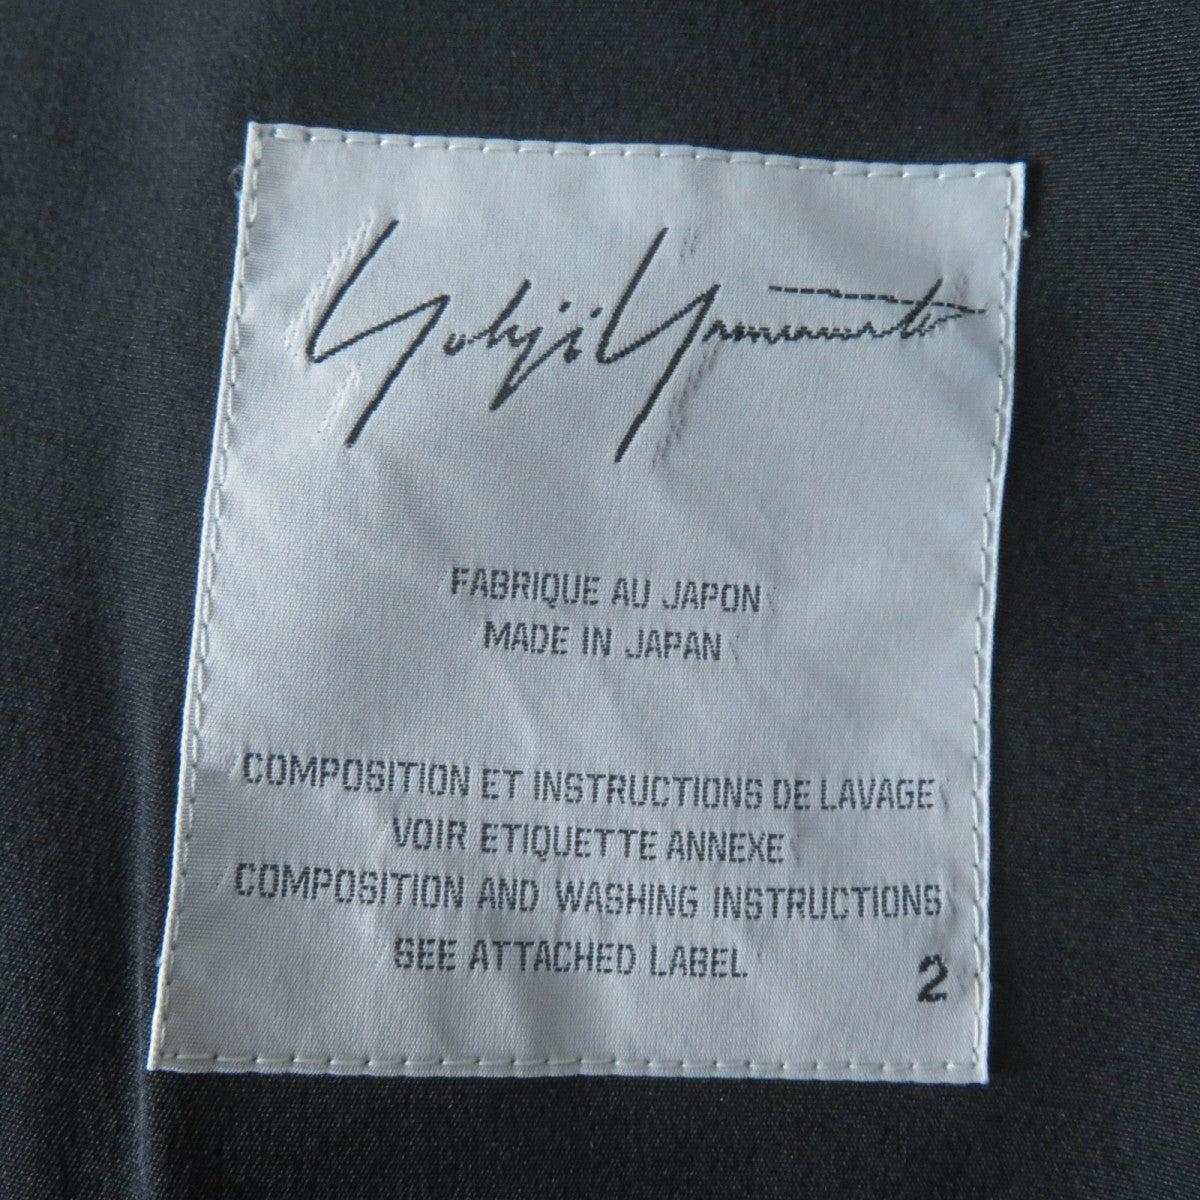 Yohji Yamamoto
FABRIQUE AU JAPON
MADE IN JAPAN
COMPOSITION ET INSTRUCTIONS DE LAVAGE
VOIR ETIQUETTE ANNEXE
COMPOSITION AND WASHING INSTRUCTIONS
SEE ATTACHED LABEL
2